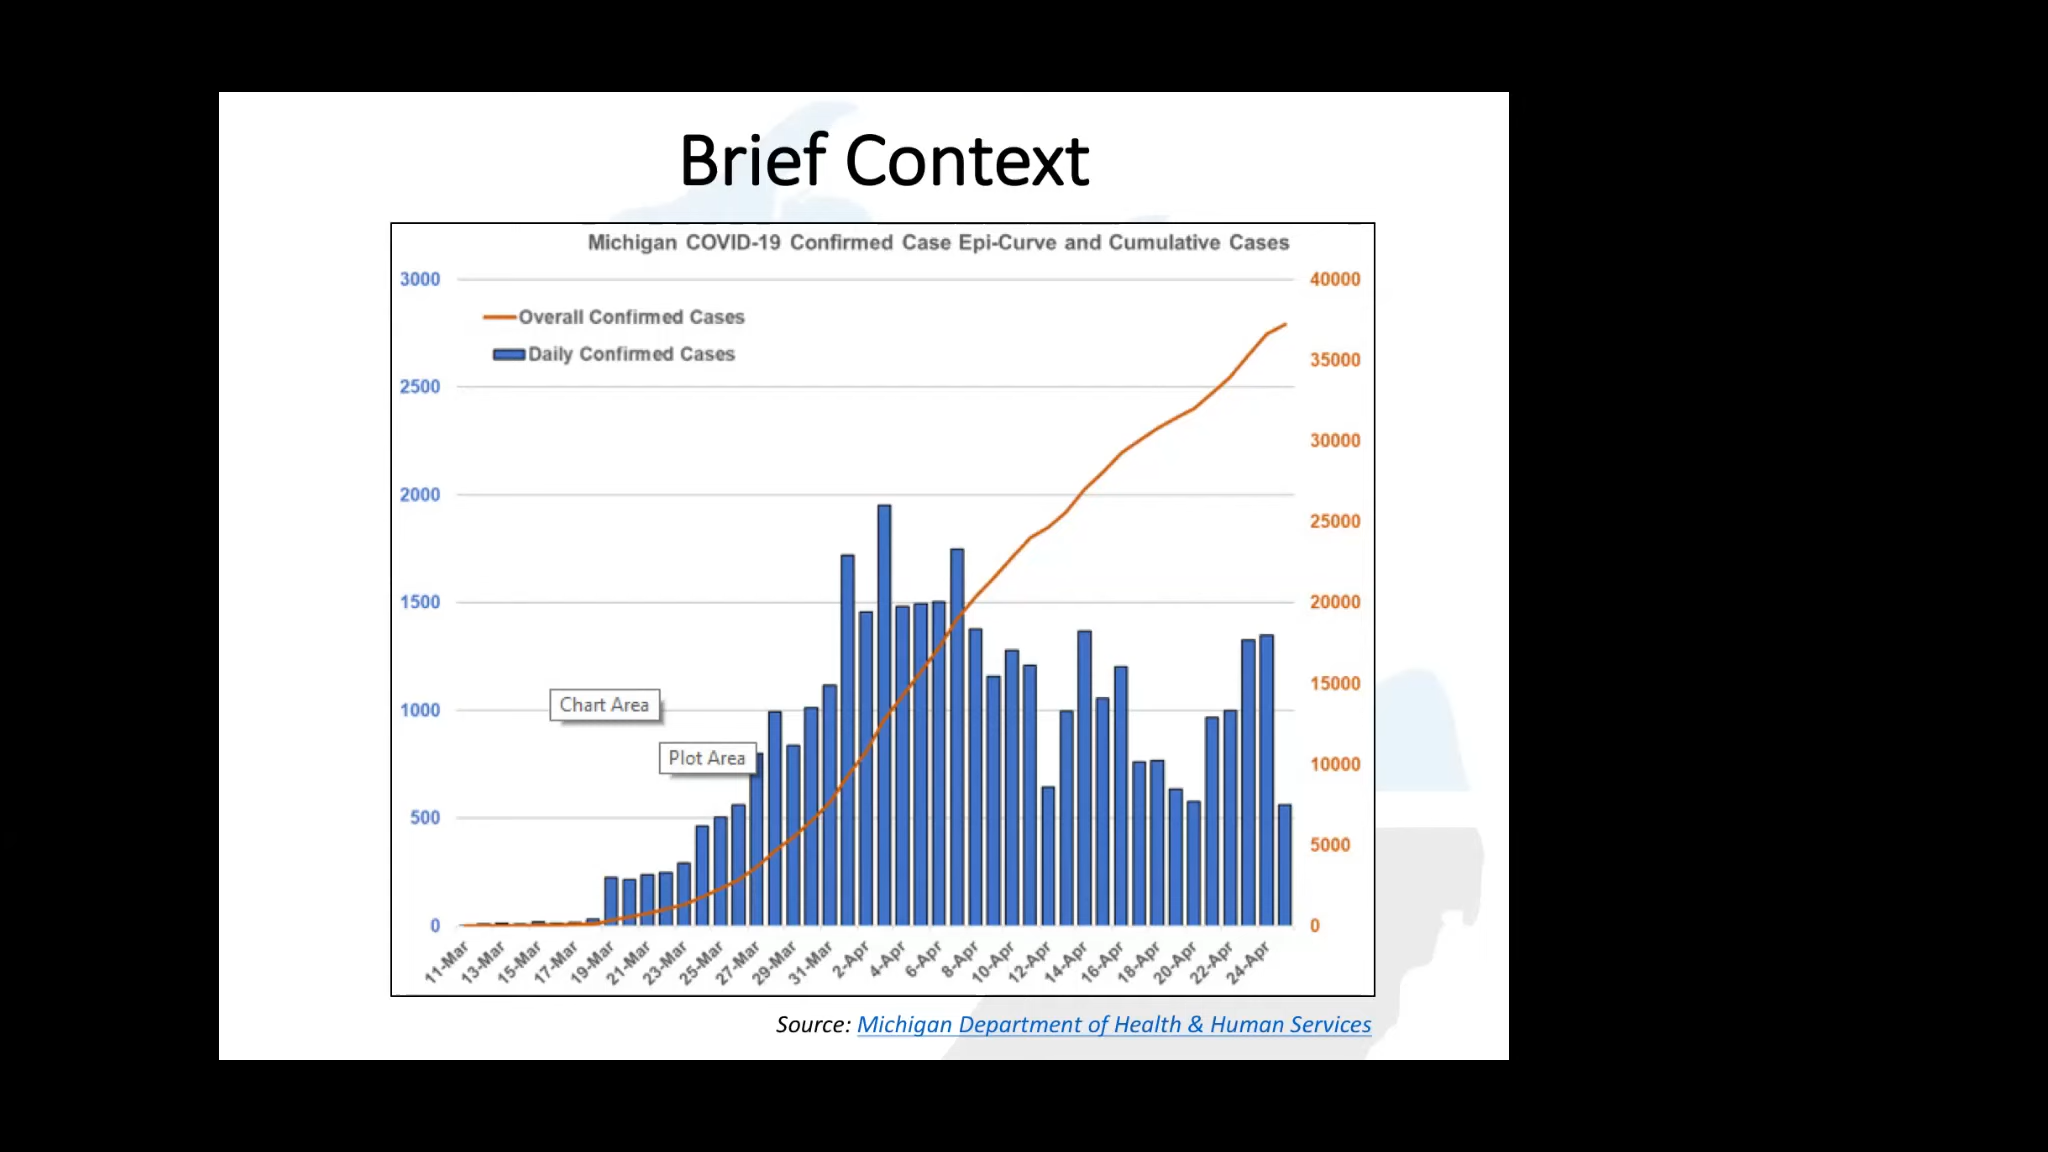 Brief Context
Michigan COVID-19 Confirmed Case Epi-Curve and Cumulative Cases
3000
40000
Overall Confirmed Cases
Daily Confirmed Cases
35000
2500
30000
2000
25000
1500
20000
15000
Chart Area
1000
Plot Area
10000
500
5000
0
0
11-Mar 13-Mar 15-Mar 17-Mar 19-Mar 21-Mar 23-Mar 25-Mar 27-Mar 29-Mar 31-Mar 2-Apr 4-Apr 6-Apr 8-Apr 10-Apr 12-Apr 14-Apr 16-Apr 18-Apr 20-Apr 22-Apr 24-Apr
Source: Michigan Department of Health & Human Services